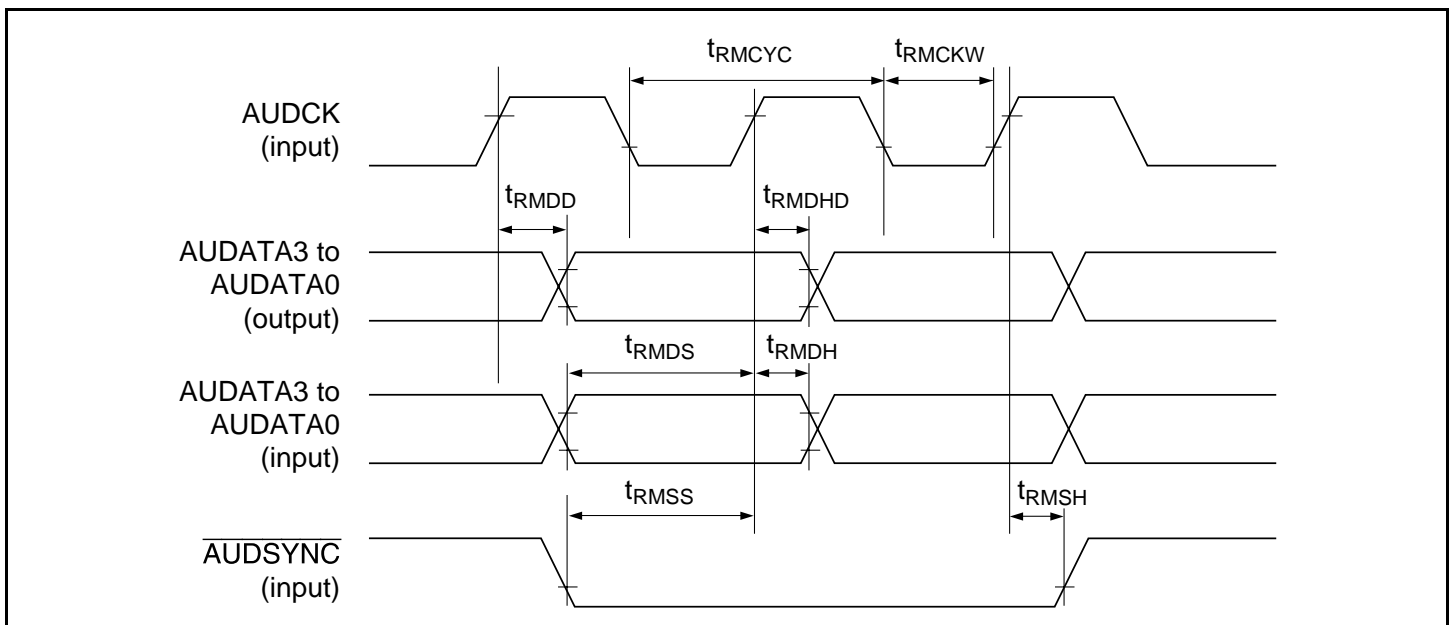 tRMCYC
tRMCKW
AUDCK
(input)
tRMDD
tRMDHD
AUDATA3 to
AUDATA0
(output)
tRMDS
tRMDH
AUDATA3 to
AUDATA0
(input)
tRMSS
tRMSH
AUDSYNC
(input)